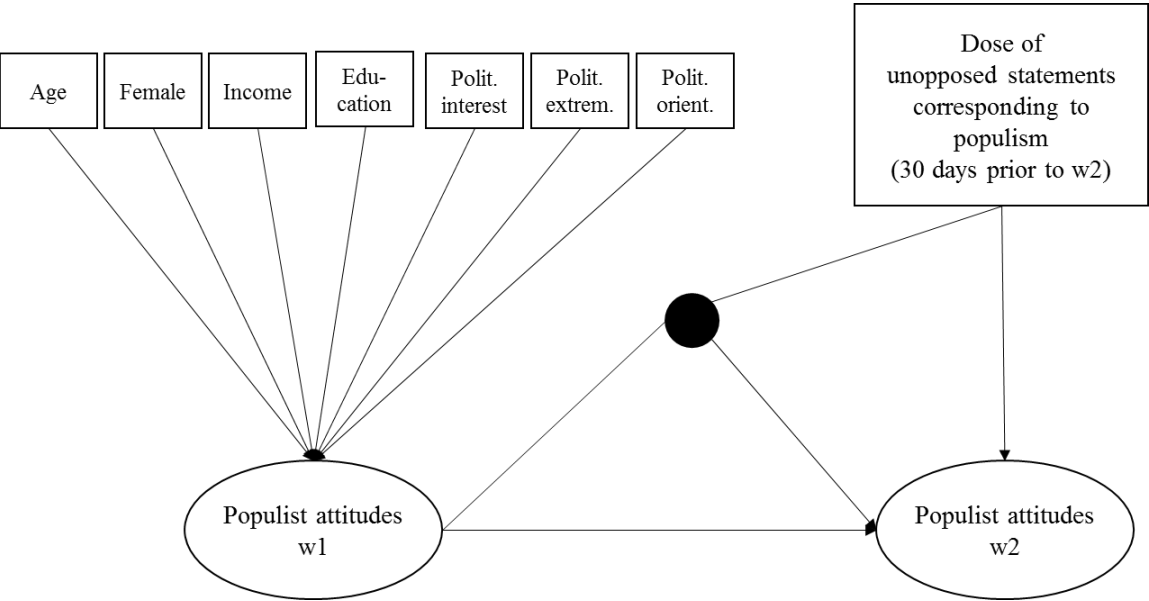 Age
Female
Income
Edu-
cation
Polit.
interest
Polit.
extrem.
Polit.
orient.
Dose of
unopposed statements
corresponding to
populism
(30 days prior to w2)
Populist attitudes
w1
Populist attitudes
w2